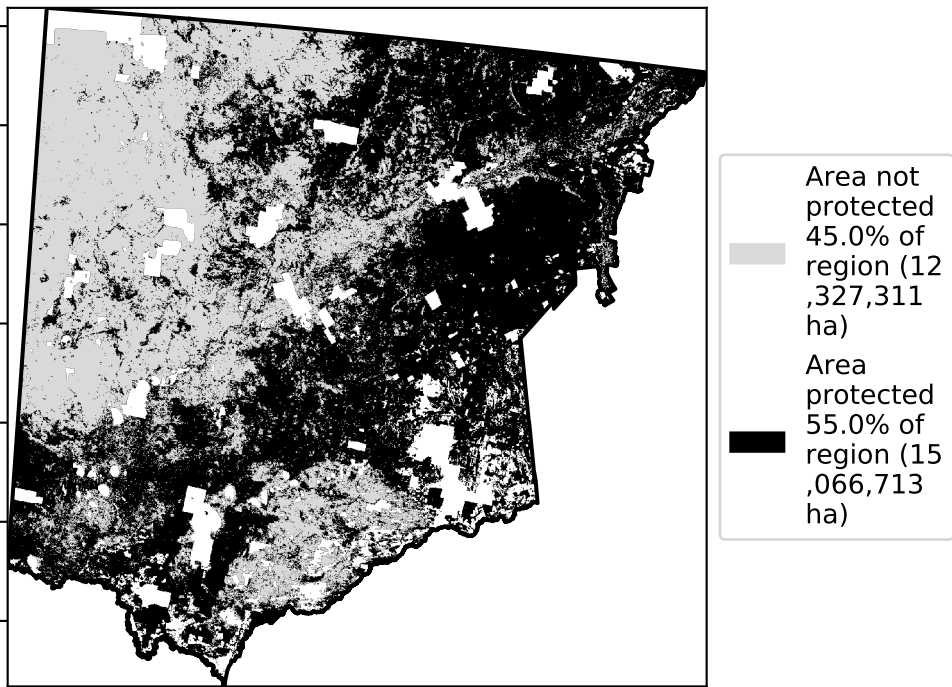 Area not
protected
45.0% of
region (12
,327,311
ha)
Area
protected
55.0% of
region (15
,066,713
ha)